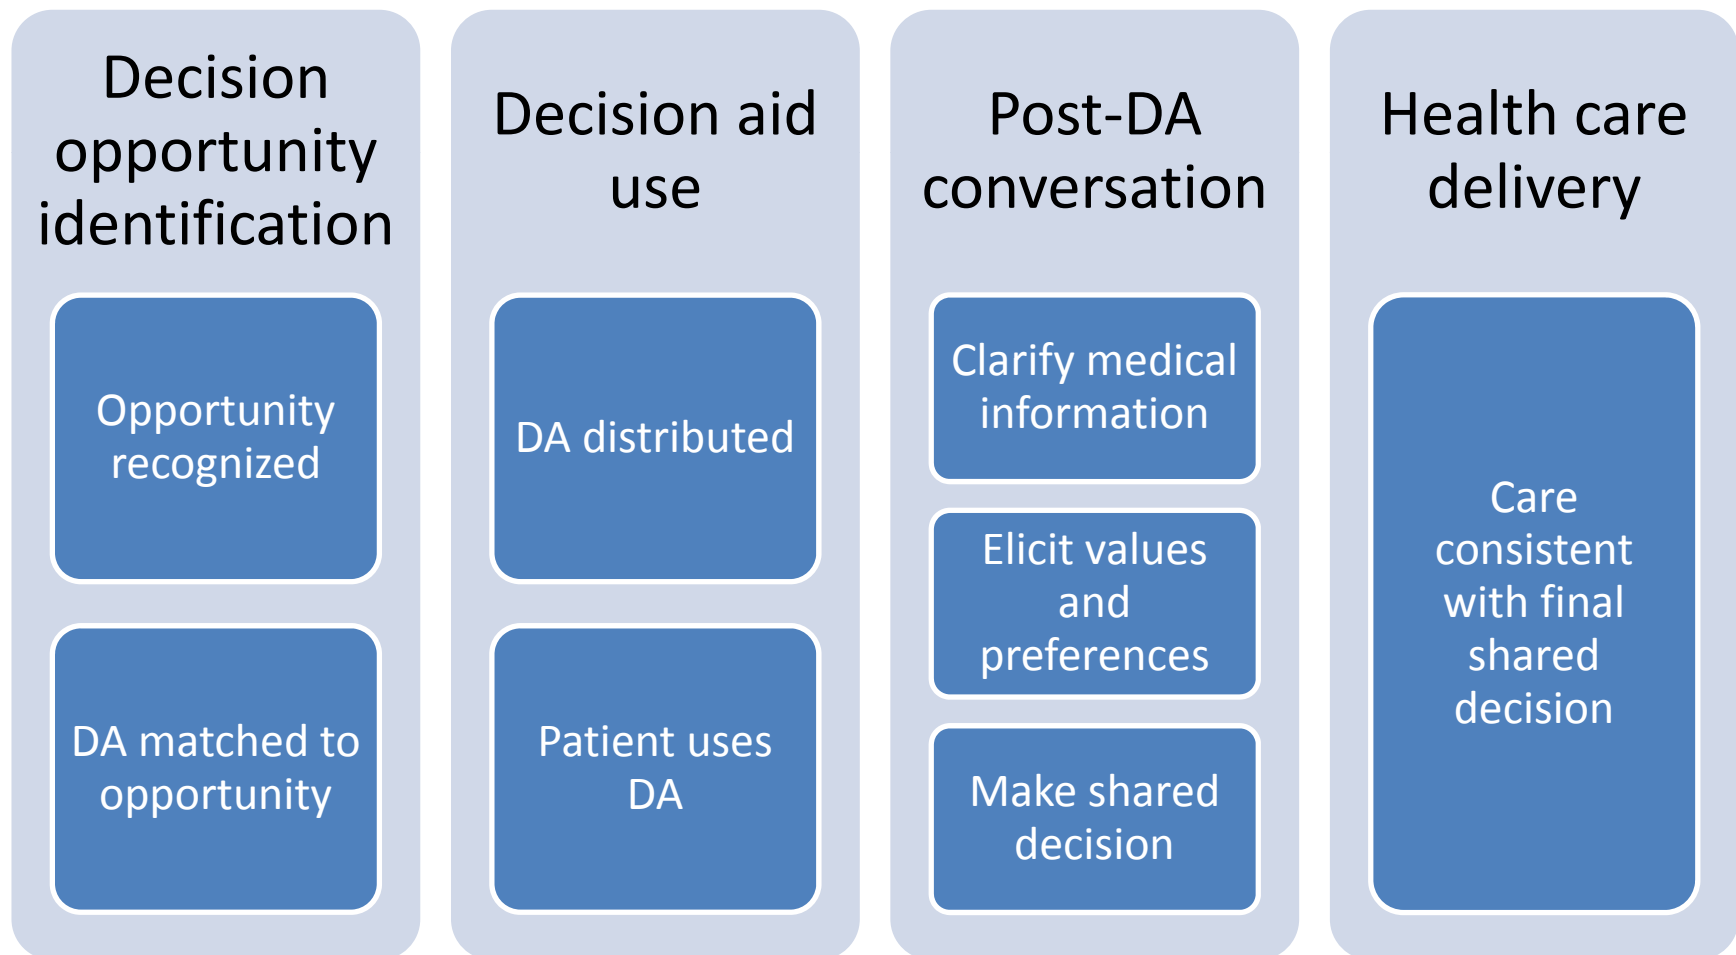 Decision
opportunity
identification
Opportunity
recognized
DA matched to
opportunity
Decision aid
use
DA distributed
Patient uses
DA
Post-DA
conversation
Clarify medical
information
Elicit values
and
preferences
Make shared
decision
Health care
delivery
Care
consistent
with final
shared
decision